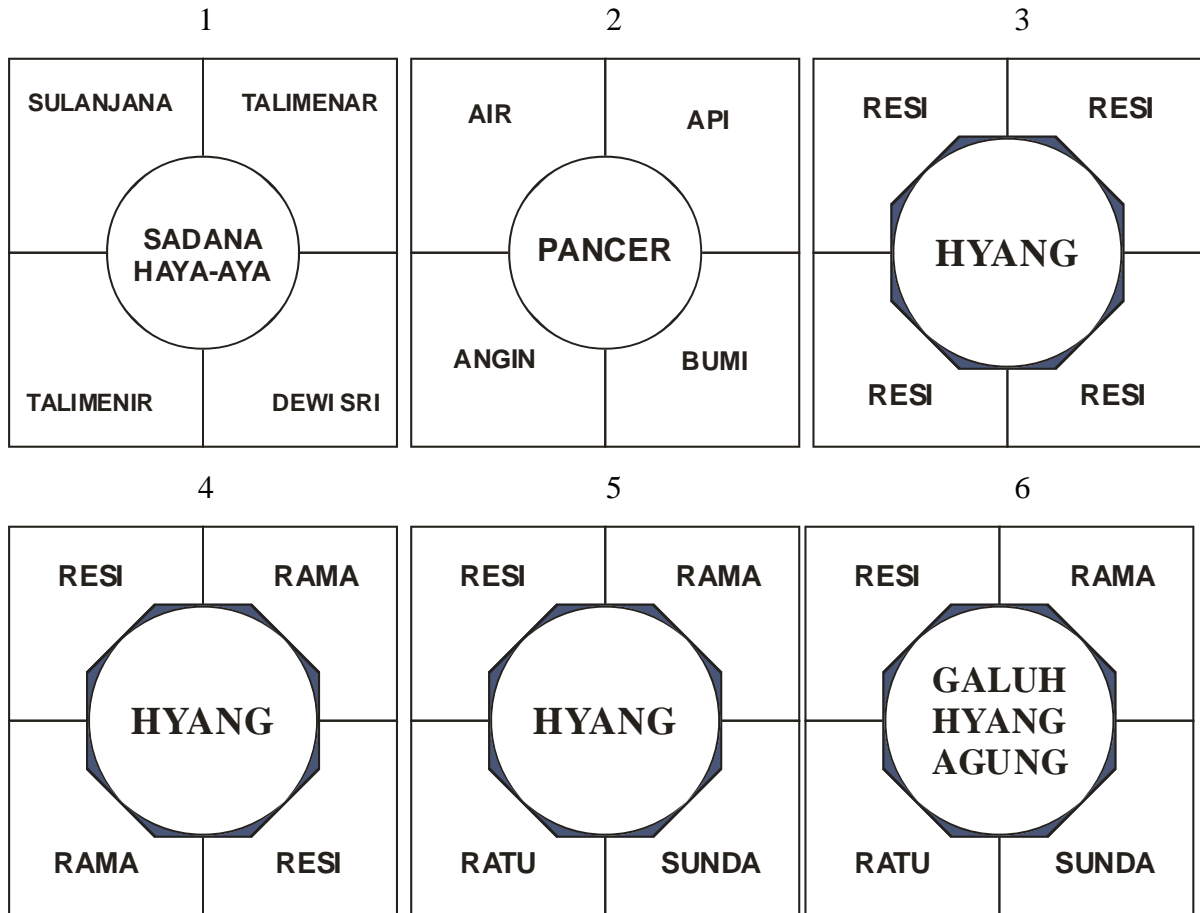 1
SULANJANA
TALIMENAR
SADANA
HAYA-AYA
TALIMENIR
DEWI SRI
2
AIR
API
PANCER
ANGIN
BUMI
3
RESI
RESI
HYANG
RESI
RESI
4
RESI
RAMA
HYANG
RAMA
RESI
5
RESI
RAMA
HYANG
RATU
SUNDA
6
RESI
RAMA
GALUH
HYANG
AGUNG
RATU
SUNDA